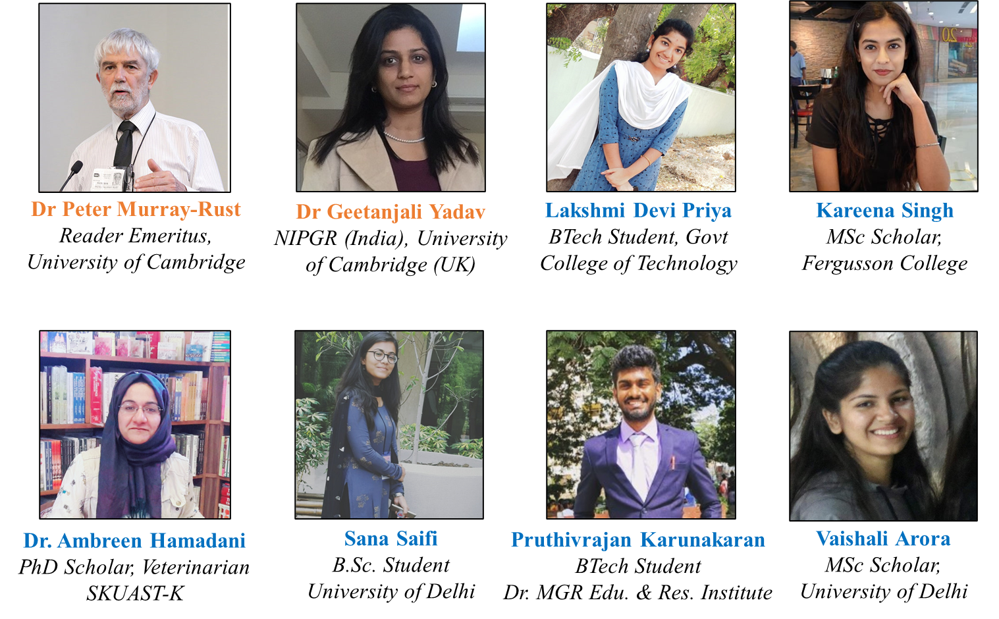 Dr Peter Murray-Rust
Reader Emeritus,
University of Cambridge
Dr Geetanjali Yadav
NIPGR (India), University
of Cambridge (UK)
Lakshmi Devi Priya
BTech Student, Govt
College of Technology
Kareena Singh
MSc Scholar,
Fergusson College
Dr. Ambreen Hamadani
PhD Scholar, Veterinarian
SKUAST-K
Sana Saifi
B.Sc. Student
University of Delhi
Pruthivrajan Karunakaran
BTech Student
Dr. MGR Edu. & Res. Institute
Vaishali Arora
MSc Scholar,
University of Delhi